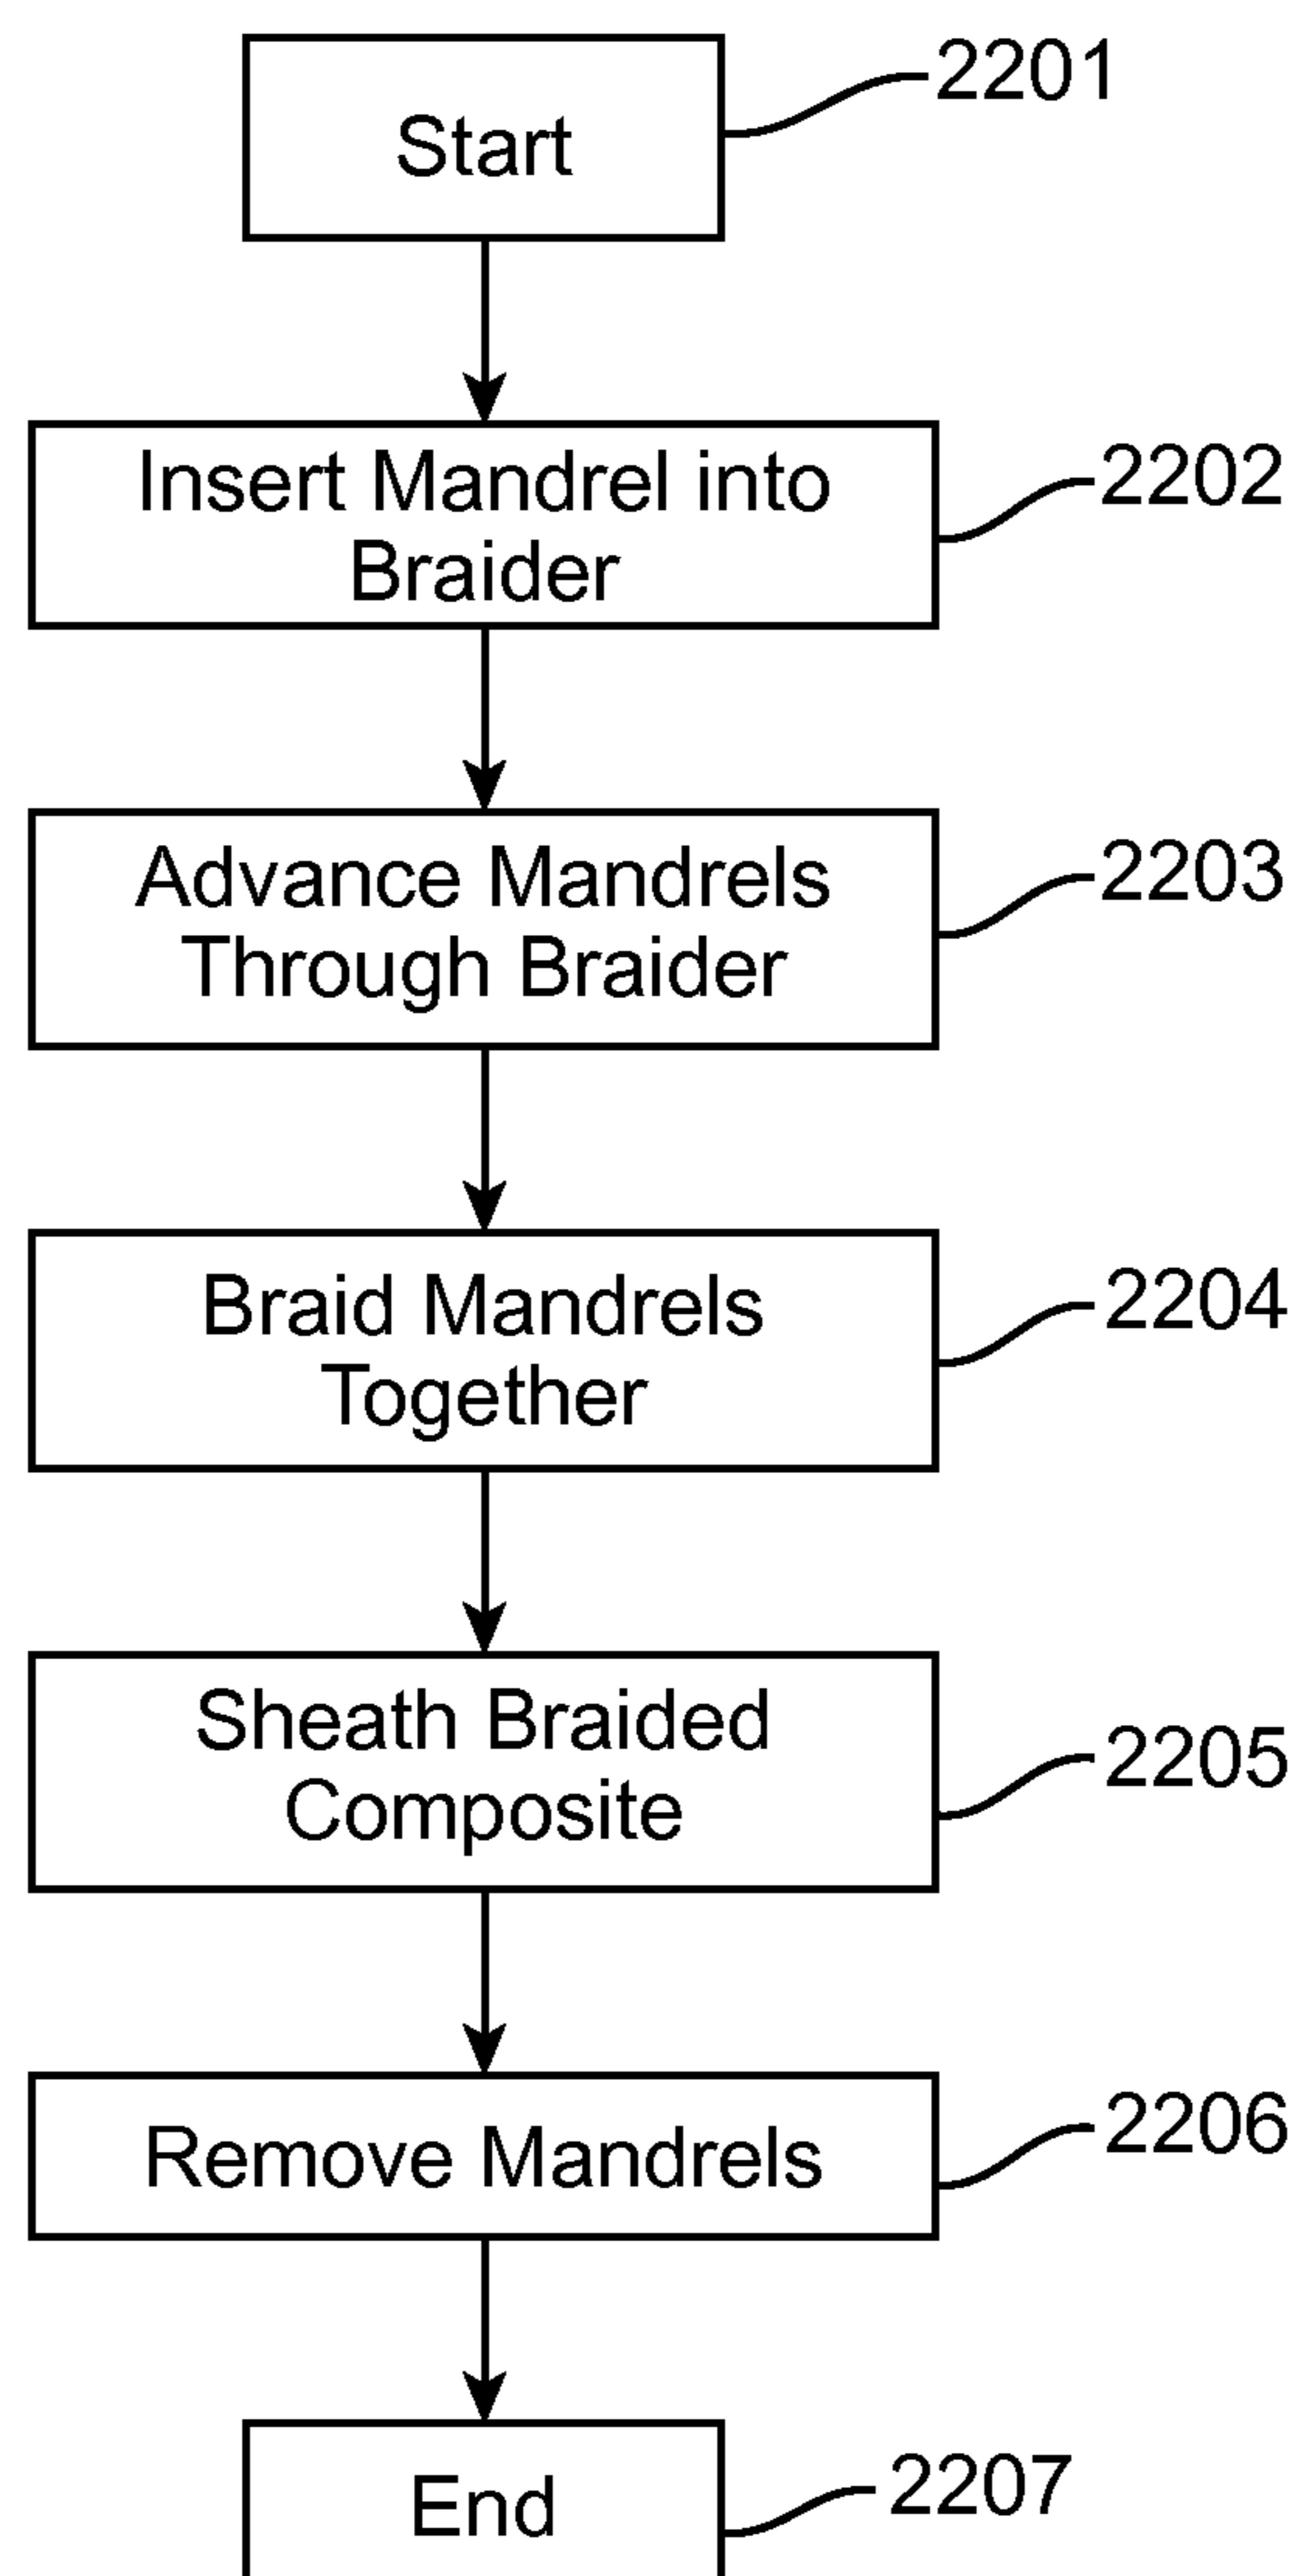 Start
2201
Insert Mandrel into
Braider
2202
Advance Mandrels
Through Braider
2203
Braid Mandrels
Together
2204
Sheath Braided
Composite
2205
Remove Mandrels
2206
End
2207